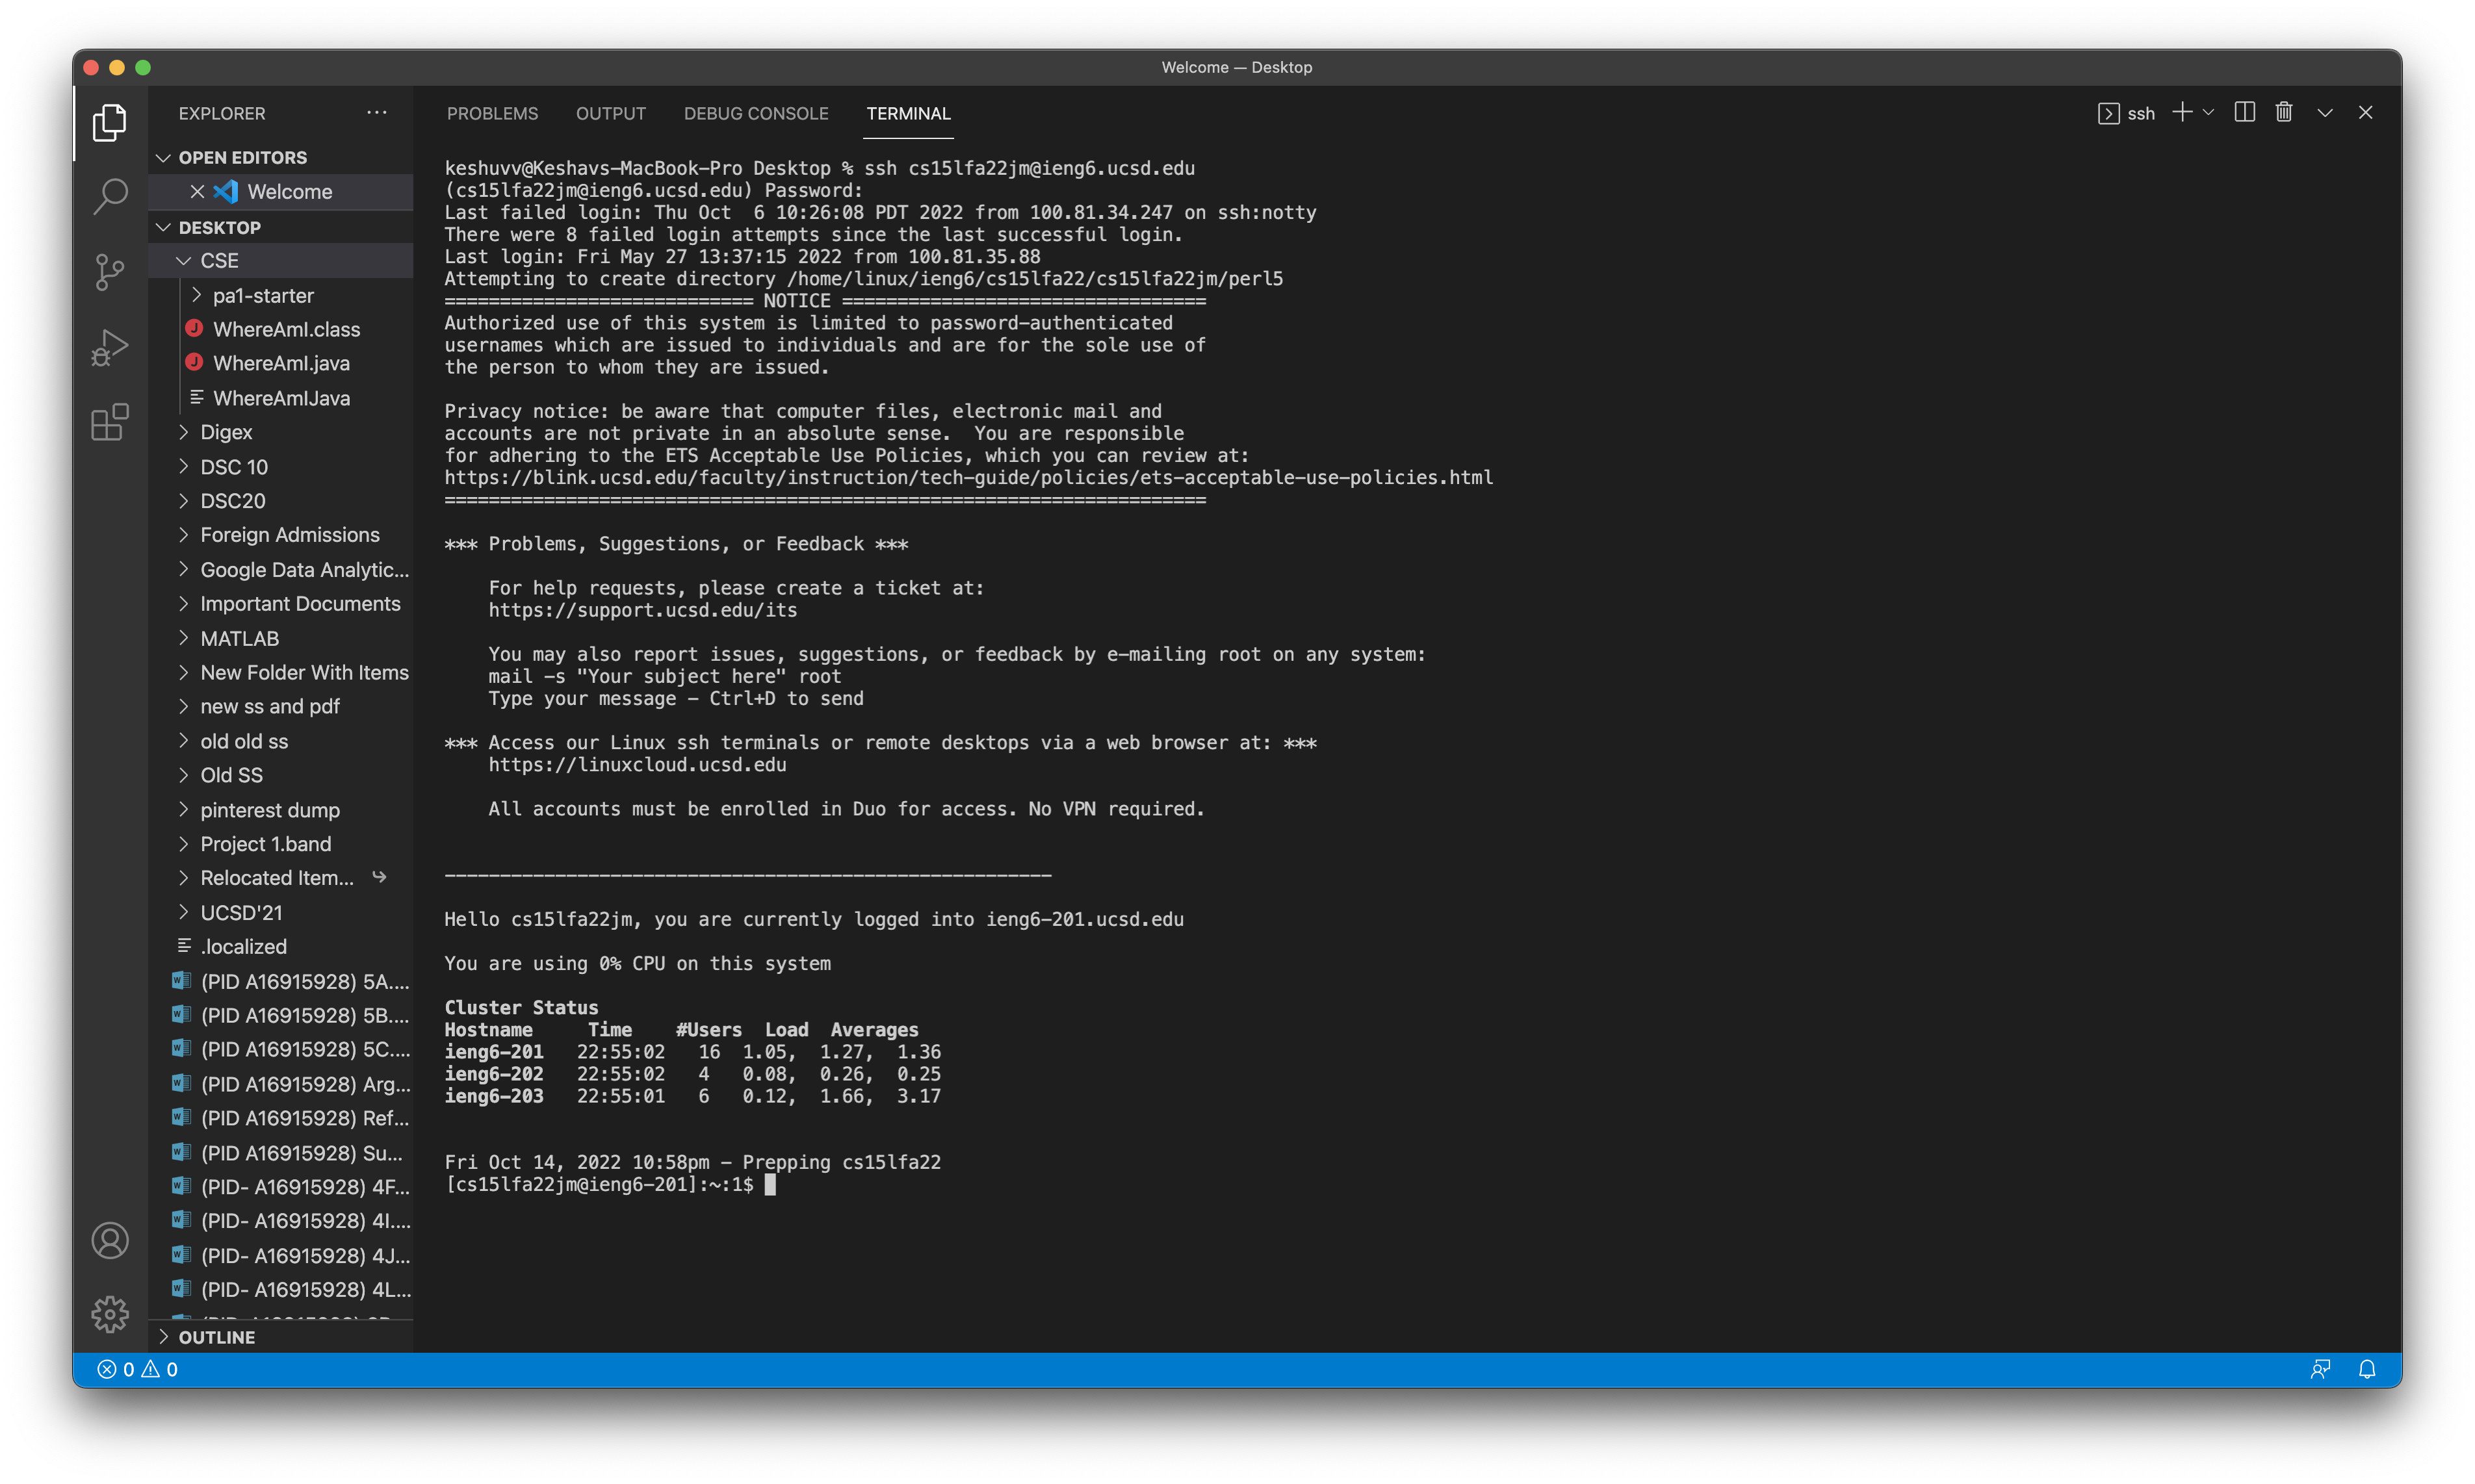 Welcome — Desktop
EXPLORER
OPEN EDITORS
Welcome
DESKTOP
CSE
pa1-starter
WhereAmI.class
WhereAmI.java
WhereAmIJava
Digex
DSC 10
DSC20
Foreign Admissions
Google Data Analytic...
Important Documents
MATLAB
New Folder With Items
new ss and pdf
old old ss
Old SS
pinterest dump
Project 1.band
Relocated Item...
UCSD'21
.localized
(PID A16915928) 5A....
(PID A16915928) 5B....
(PID A16915928) 5C....
(PID A16915928) Arg...
(PID A16915928) Ref...
(PID A16915928) Su...
(PID- A16915928) 4F...
(PID- A16915928) 4I....
(PID- A16915928) 4J...
(PID- A16915928) 4L...
OUTLINE
PROBLEMS OUTPUT DEBUG CONSOLE TERMINAL
ssh
keshuvv@Keshavs-MacBook-Pro Desktop % ssh cs15lfa22jm@ieng6.ucsd.edu
(cs15lfa22jm@ieng6.ucsd.edu) Password:
Last failed login: Thu Oct  6 10:26:08 PDT 2022 from 100.81.34.247 on ssh:notty
There were 8 failed login attempts since the last successful login.
Last login: Fri May 27 13:37:15 2022 from 100.81.35.88
Attempting to create directory /home/linux/ieng6/cs15lfa22/cs15lfa22jm/perl5
============================ NOTICE =================================
Authorized use of this system is limited to password-authenticated
usernames which are issued to individuals and are for the sole use of
the person to whom they are issued.
Privacy notice: be aware that computer files, electronic mail and
accounts are not private in an absolute sense.  You are responsible
for adhering to the ETS Acceptable Use Policies, which you can review at:
https://blink.ucsd.edu/faculty/instruction/tech-guide/policies/ets-acceptable-use-policies.html
=====================================================================
*** Problems, Suggestions, or Feedback ***
For help requests, please create a ticket at:
https://support.ucsd.edu/its
You may also report issues, suggestions, or feedback by e-mailing root on any system:
mail -s "Your subject here" root
Type your message - Ctrl+D to send
*** Access our Linux ssh terminals or remote desktops via a web browser at: ***
https://linuxcloud.ucsd.edu
All accounts must be enrolled in Duo for access. No VPN required.
-------------------------------------------------------
Hello cs15lfa22jm, you are currently logged into ieng6-201.ucsd.edu
You are using 0% CPU on this system
Cluster Status
Hostname     Time    #Users  Load  Averages
ieng6-201   22:55:02   16  1.05,  1.27,  1.36
ieng6-202   22:55:02   4   0.08,  0.26,  0.25
ieng6-203   22:55:01   6   0.12,  1.66,  3.17
Fri Oct 14, 2022 10:58pm - Prepping cs15lfa22
[cs15lfa22jm@ieng6-201]:~:1$
0 0